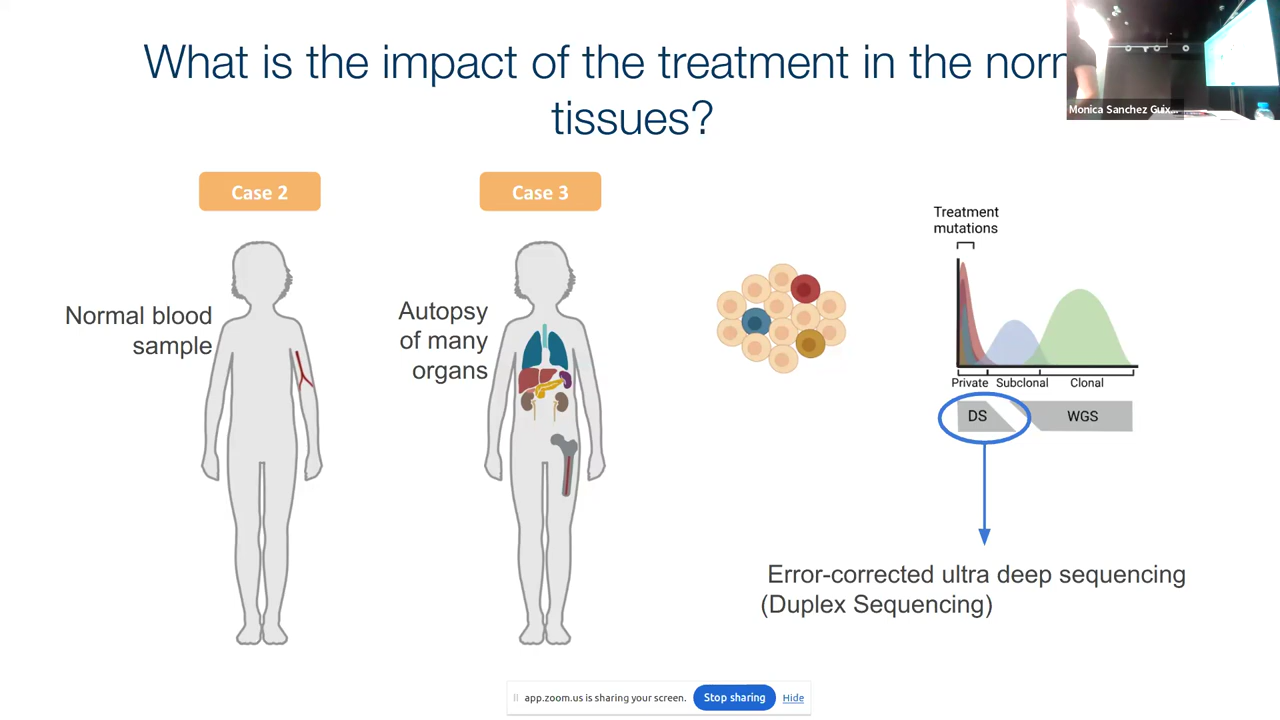 What is the impact of the treatment in the norm
tissues?
Monica Sanchez Guix...
Case 2
Case 3
Normal blood
sample
Autopsy
of many
organs
Treatment
mutations
Private
Subclonal
Clonal
DS
WGS
Error-corrected ultra deep sequencing
(Duplex Sequencing)
app.zoom.us is sharing your screen.
Stop sharing
Hide